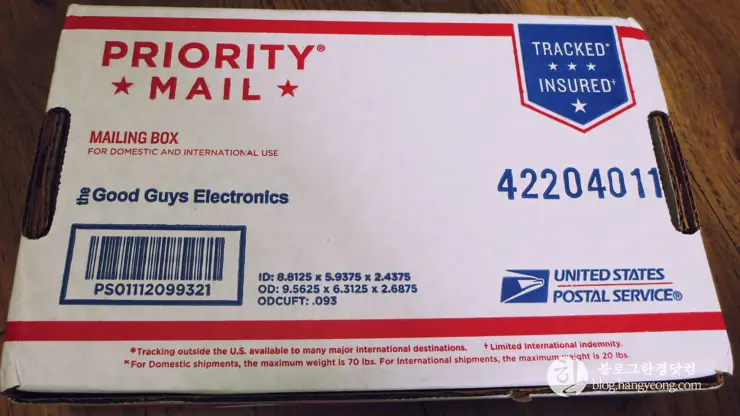 PRIORITY®
★ MAIL ★
TRACKED*
★ ★ ★
INSURED†
★
MAILING BOX
FOR DOMESTIC AND INTERNATIONAL USE
the Good Guys Electronics
42204011
PS01112099321
ID: 8.8125 x 5.9375 x 2.4375
OD: 9.5625 x 6.3125 x 2.6875
ODCUFT: .093
UNITED STATES
POSTAL SERVICE®
*Tracking outside the U.S. available to many major international destinations. † Limited international indemnity.
For Domestic shipments, the maximum weight is 70 lbs. For International shipments, the maximum weight is 20 lbs.
블로그한경닷컴
blog.hangyeong.com